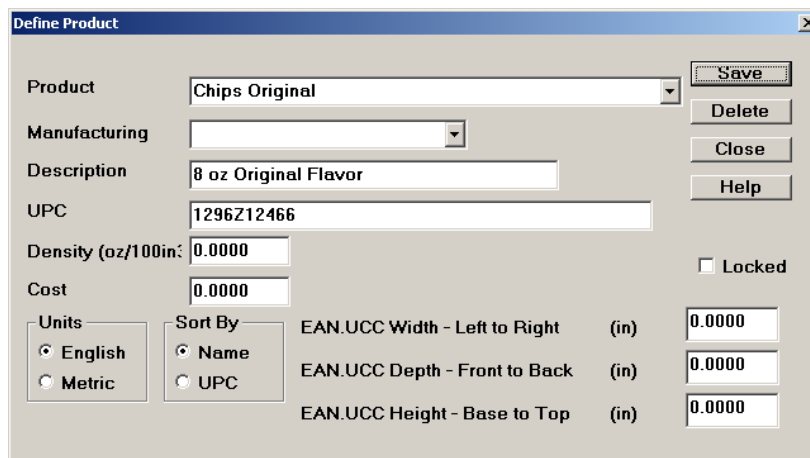 Define Product
Product Chips Original Save
Delete
Manufacturing
Close
Description 8 oz Original Flavor
Help
UPC 1296Z12466
Density (oz/100in3 0.0000
Locked
Cost 0.0000
Units Sort By
EAN.UCC Width - Left to Right (in) 0.0000
English Name
EAN.UCC Depth - Front to Back (in) 0.0000
Metric UPC
EAN.UCC Height - Base to Top (in) 0.0000